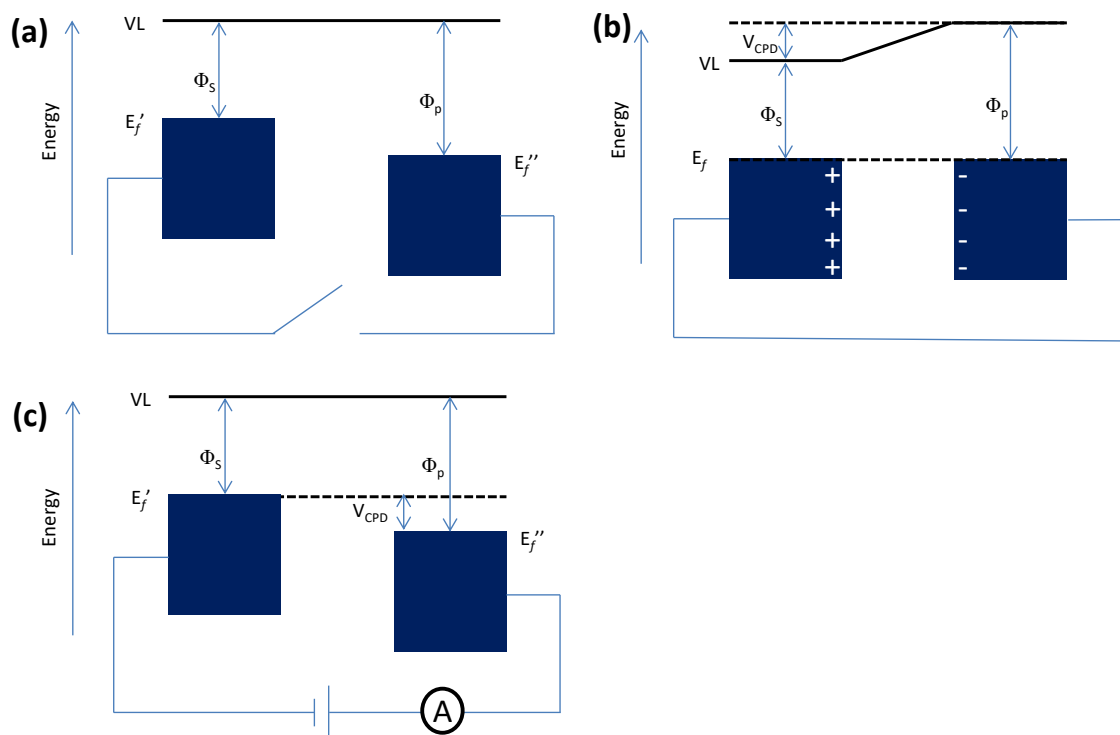 (a)
VL
Φs
Φp
Ef'
Ef''
Energy
(b)
VCPD
VL
Φs
Φp
Ef
Energy
+ -
+ -
+ -
+ -
(c)
VL
Φs
Φp
Ef'
VCPD
Ef''
Energy
A